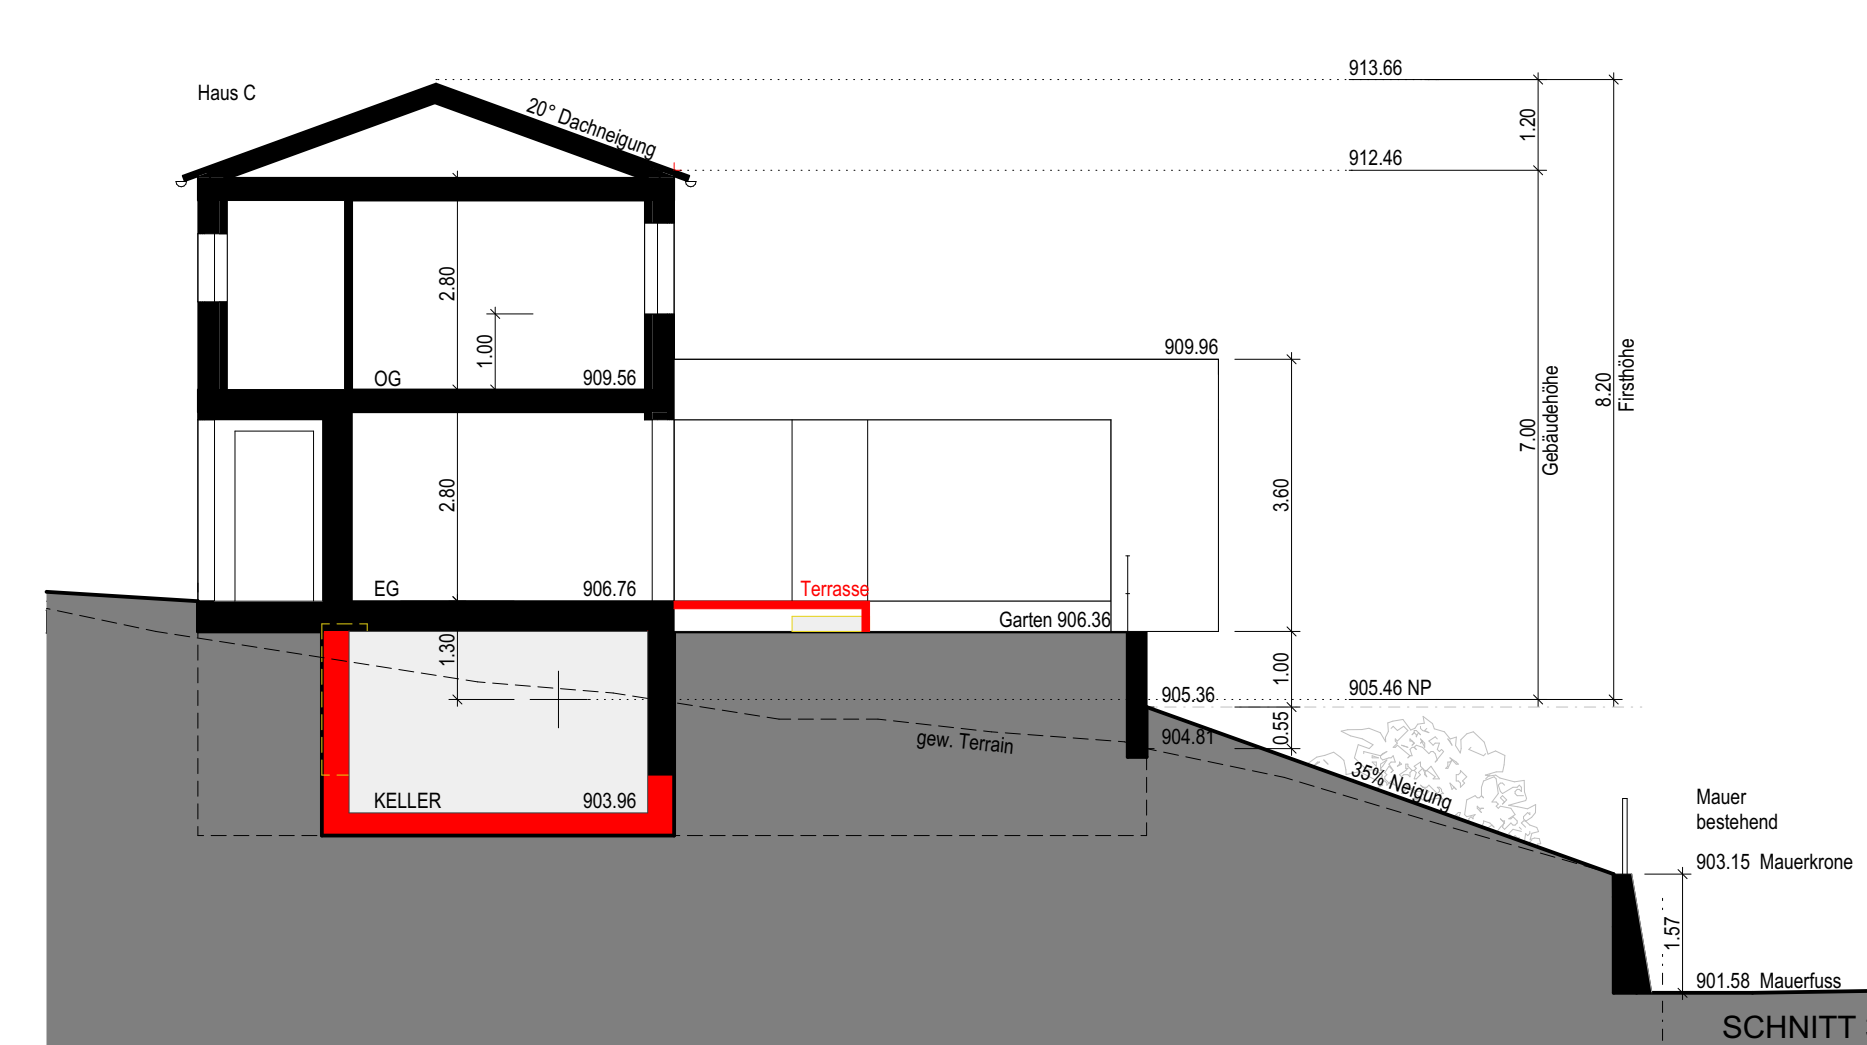 913.66
Haus C
20° Dachneigung
1.20
912.46
2.80
1.00
909.96
OG 909.56
8.20
Firsthöhe
7.00
Gebäudehöhe
2.80
3.60
EG 906.76
Terrasse
Garten 906.36
1.30
1.00
905.36
905.46 NP
0.55
904.81
gew. Terrain
35% Neigung
KELLER 903.96
Mauer
bestehend
903.15 Mauerkrone
1.57
901.58 Mauerfuss
SCHNITT